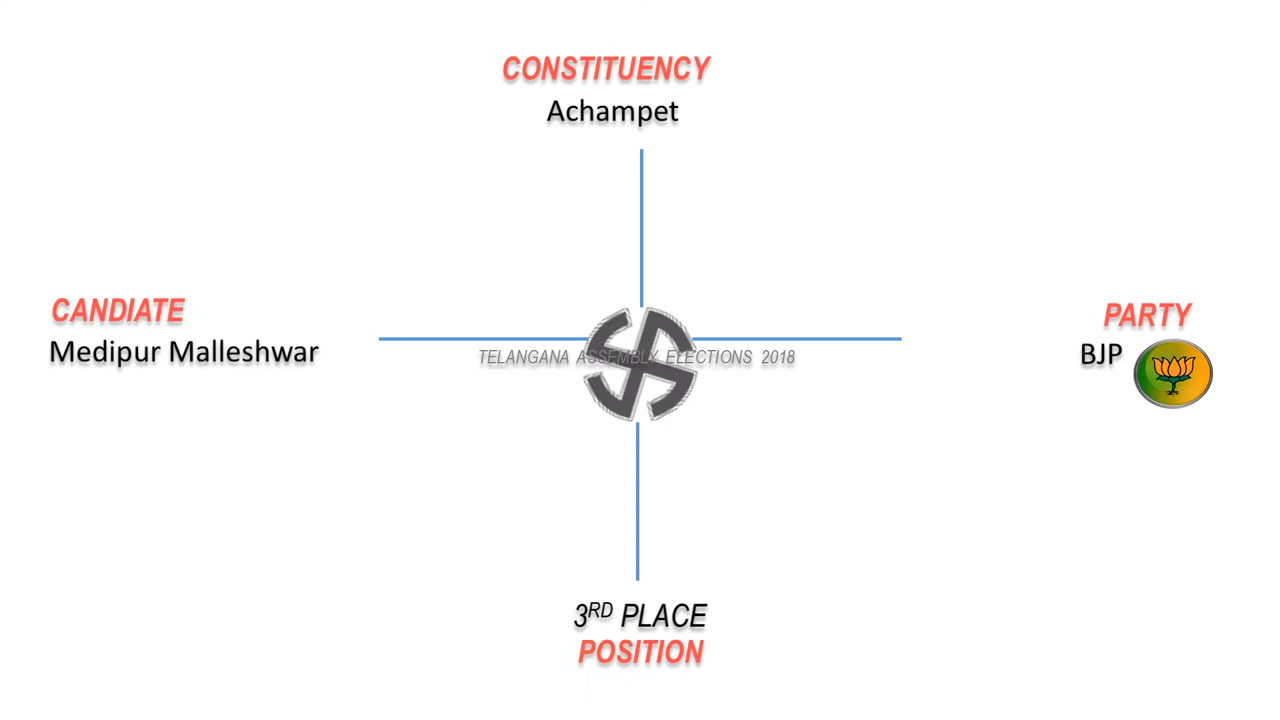 CONSTITUENCY
Achampet
CANDIATE
Medipur Malleshwar
PARTY
BJP
TELANGANA ASSEMBLY ELECTIONS 2018
3RD PLACE
POSITION